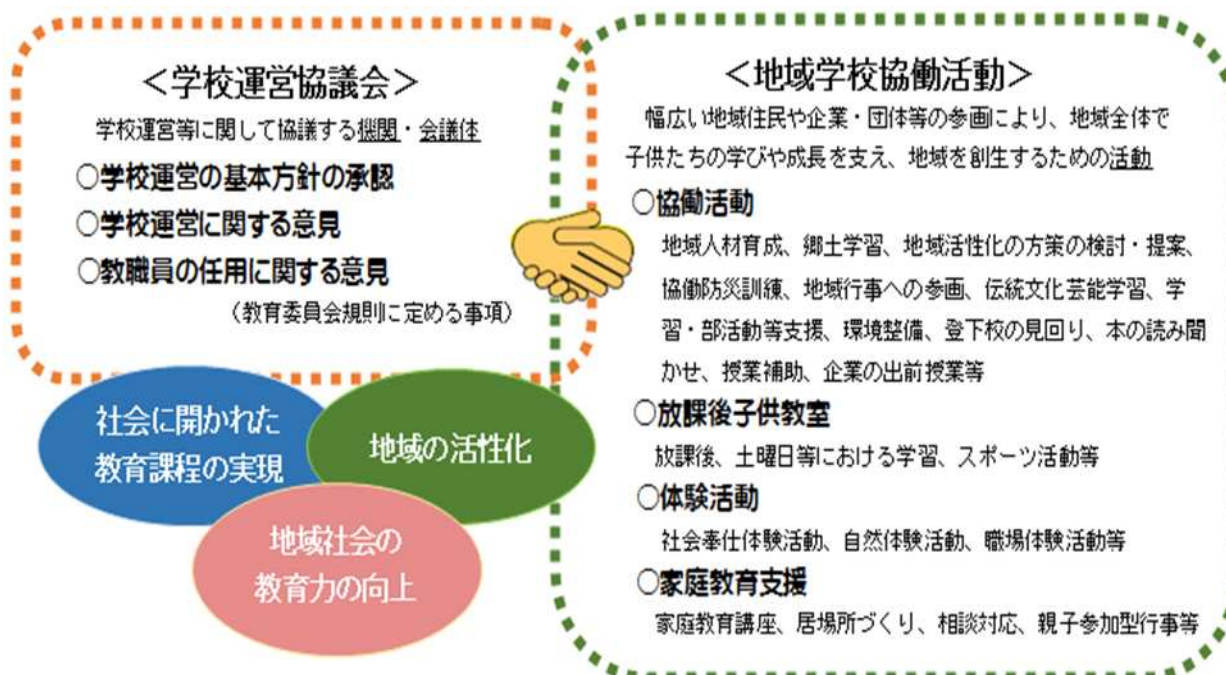 <学校運営協議会>
学校運営等に関して協議する機関・会議体
○学校運営の基本方針の承認
○学校運営に関する意見
○教職員の任用に関する意見
(教育委員会規則に定める事項)
社会に開かれた
教育課程の実現
地域の活性化
地域社会の
教育力の向上
<地域学校協働活動>
幅広い地域住民や企業・団体等の参画により、地域全体で
子供たちの学びや成長を支え、地域を創生するための活動
○協働活動
地域人材育成、郷土学習、地域活性化の方策の検討・提案、
協働防災訓練、地域行事への参画、伝統文化芸能学習、学
習・部活動等支援、環境整備、登下校の見回り、本の読み聞
かせ、授業補助、企業の出前授業等
○放課後子供教室
放課後、土曜日等における学習、スポーツ活動等
○体験活動
社会奉仕体験活動、自然体験活動、職場体験活動等
○家庭教育支援
家庭教育講座、居場所づくり、相談対応、親子参加型行事等